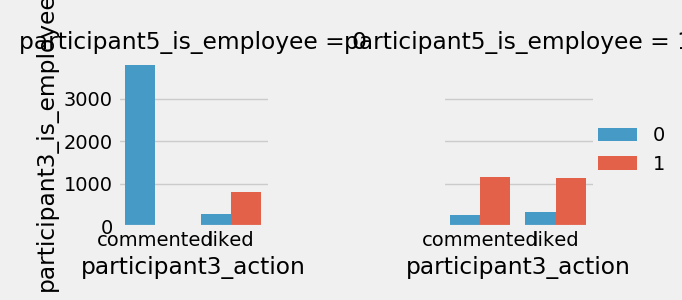 participant5_is_employee = 0
participant5_is_employee = 1
participant3_is_employee
3000
2000
1000
0
commented
liked
participant3_action
commented
liked
participant3_action
0
1